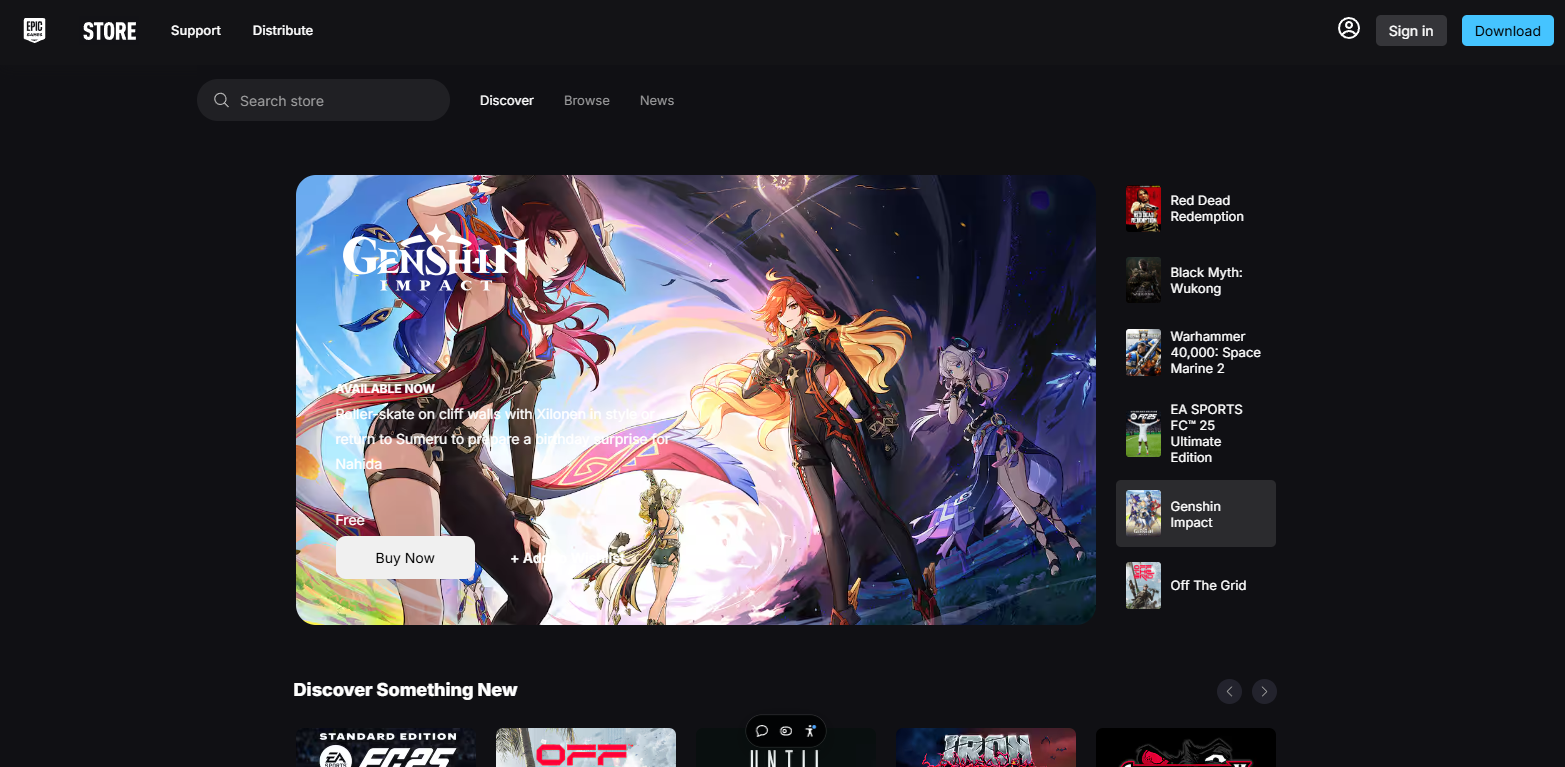 EPIC
GAMES
STORE
Support
Distribute
Sign in
Download
Search store
Discover
Browse
News
GENSHIN
IMPACT
AVAILABLE NOW
Roller-skate on cliff walls with Xilonen in style or
return to Sumeru to prepare a birthday surprise for
Nahida
Free
Buy Now
+ Add
Red Dead
Redemption
Black Myth:
Wukong
Warhammer
40,000: Space
Marine 2
EA SPORTS
FC™ 25
Ultimate
Edition
Genshin
Impact
Off The Grid
Discover Something New
STANDARD EDITION
EA
SPORTS
FC25
OFF
UNTIL
IRON